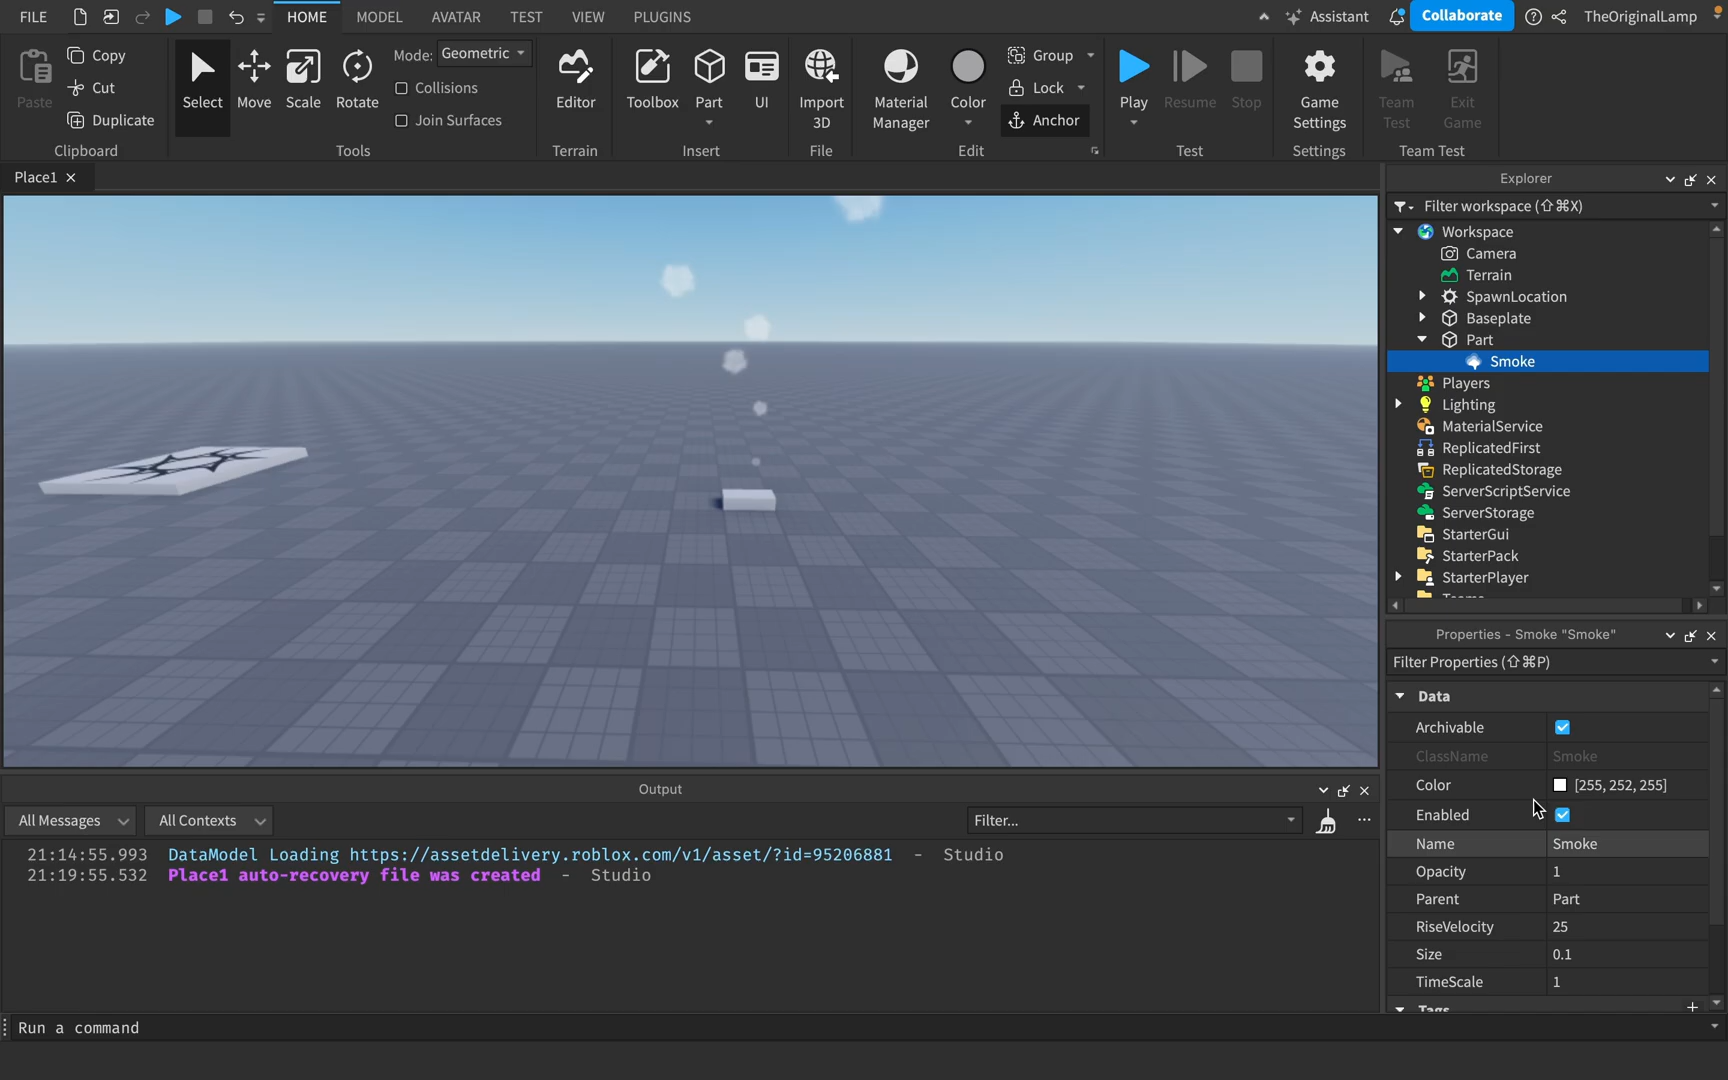 FILE HOME MODEL AVATAR TEST VIEW PLUGINS Assistant Collaborate TheOriginalLamp
Paste Copy Cut Duplicate
Clipboard
Select Move Scale Rotate
Mode: Geometric
Collisions
Join Surfaces
Tools
Editor
Terrain
Toolbox Part UI
Insert
Import 3D
File
Material Manager Color
Group
Lock
Anchor
Edit
Play Resume Stop
Test
Game Settings
Settings
Team Test
Exit Game
Team Test
Place1
Explorer
Filter workspace (⇧⌘X)
Workspace
Camera
Terrain
SpawnLocation
Baseplate
Part
Smoke
Players
Lighting
MaterialService
ReplicatedFirst
ReplicatedStorage
ServerScriptService
ServerStorage
StarterGui
StarterPack
StarterPlayer
Teams
Properties - Smoke "Smoke"
Filter Properties (⇧⌘P)
Data
Archivable
ClassName Smoke
Color [255, 252, 255]
Enabled
Name Smoke
Opacity 1
Parent Part
RiseVelocity 25
Size 0.1
TimeScale 1
Tags
Output
All Messages All Contexts Filter...
21:14:55.993 DataModel Loading https://assetdelivery.roblox.com/v1/asset/?id=95206881 - Studio
21:19:55.532 Place1 auto-recovery file was created - Studio
Run a command